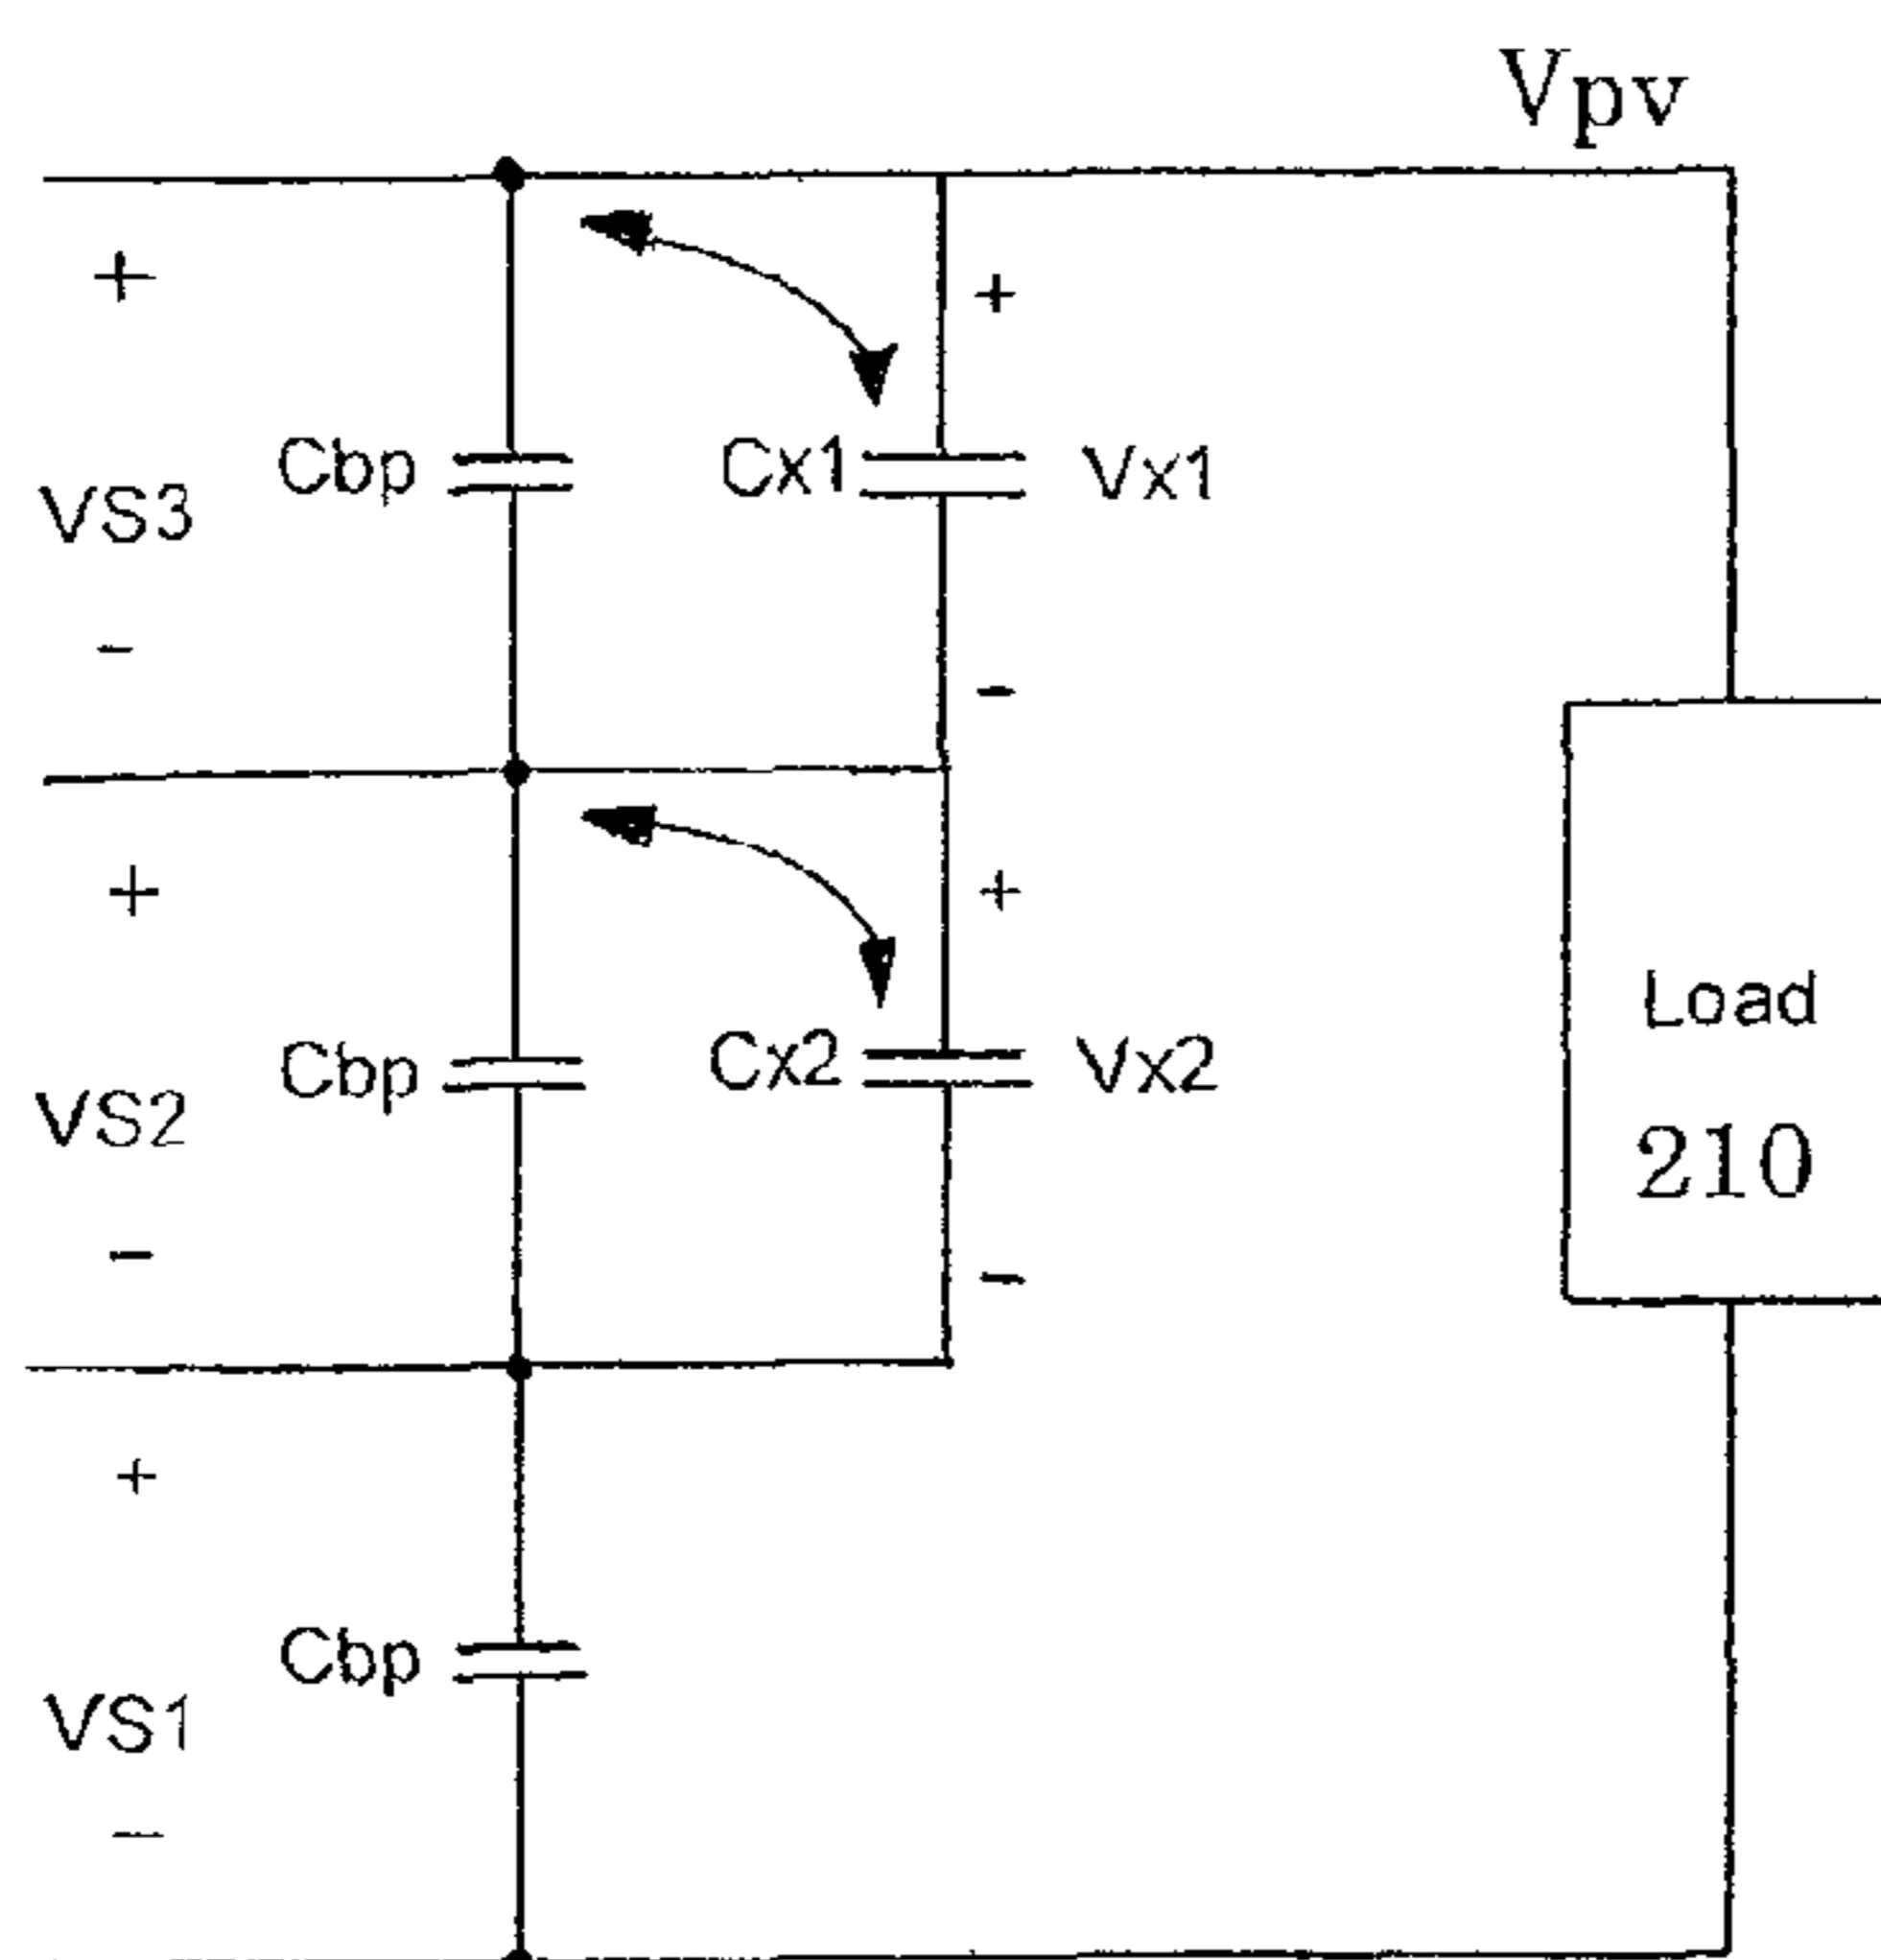 Vpv
+
+
Cbp
Cx1
Vx1
VS3
-
-
+
+
Cbp
Cx2
Vx2
VS2
Load
210
-
-
+
Cbp
VS1
-